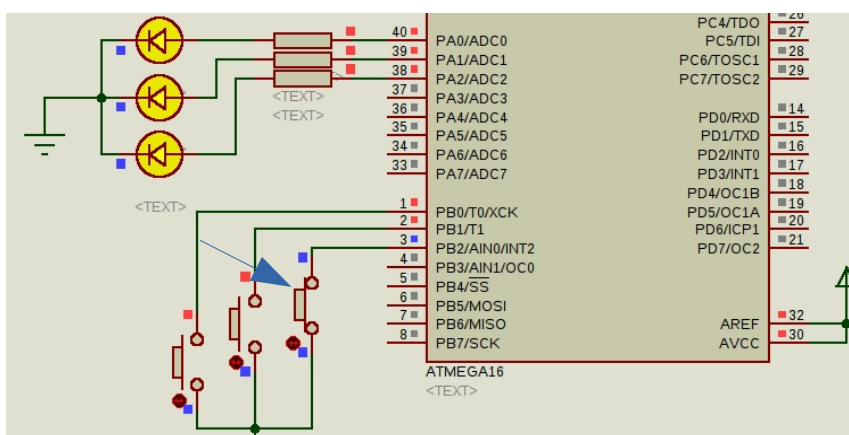 26
PC4/TDO
40
PA0/ADC0
PC5/TDI
27
39
PA1/ADC1
PC6/TOSC1
28
38
PA2/ADC2
PC7/TOSC2
29
37
PA3/ADC3
<TEXT>
36
PA4/ADC4
PD0/RXD
14
<TEXT>
35
PA5/ADC5
PD1/TXD
15
34
PA6/ADC6
PD2/INT0
16
33
PA7/ADC7
PD3/INT1
17
PD4/OC1B
18
<TEXT>
1
PB0/T0/XCK
PD5/OC1A
19
2
PB1/T1
PD6/ICP1
20
3
PB2/AIN0/INT2
PD7/OC2
21
4
PB3/AIN1/OC0
5
PB4/SS
6
PB5/MOSI
7
PB6/MISO
AREF
32
8
PB7/SCK
AVCC
30
ATMEGA16
<TEXT>